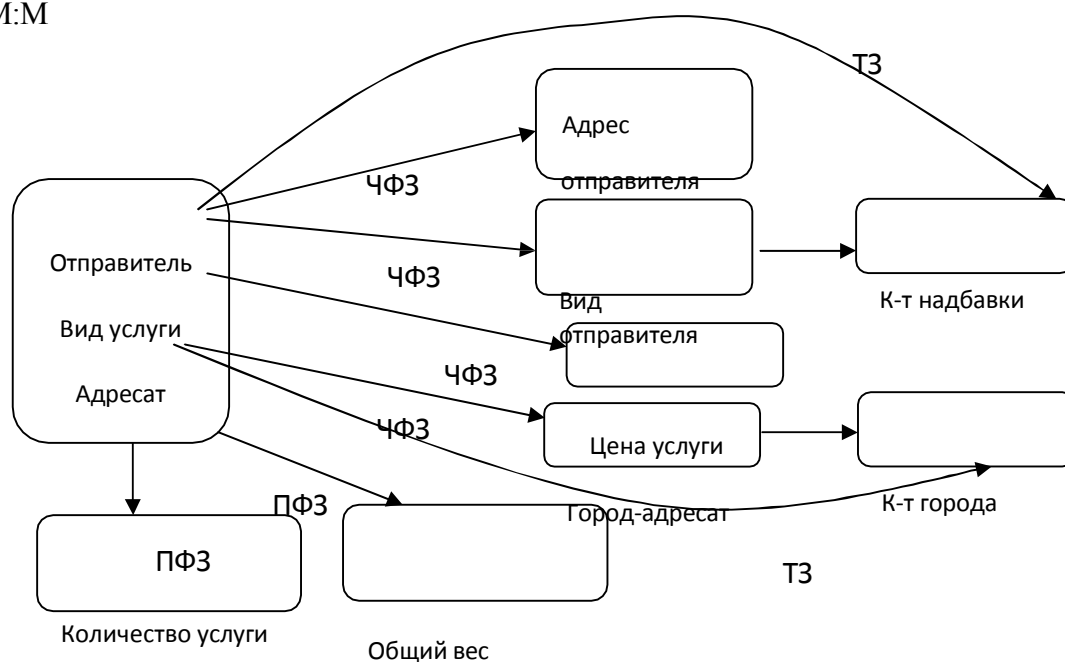 М:М
ТЗ
Адрес
отправителя
ЧФЗ
Отправитель
Вид услуги
Адресат
ЧФЗ
Вид
отправителя
К-т надбавки
ЧФЗ
ЧФЗ
Цена услуги
ПФЗ
Город-адресат
К-т города
ПФЗ
ТЗ
Количество услуги
Общий вес